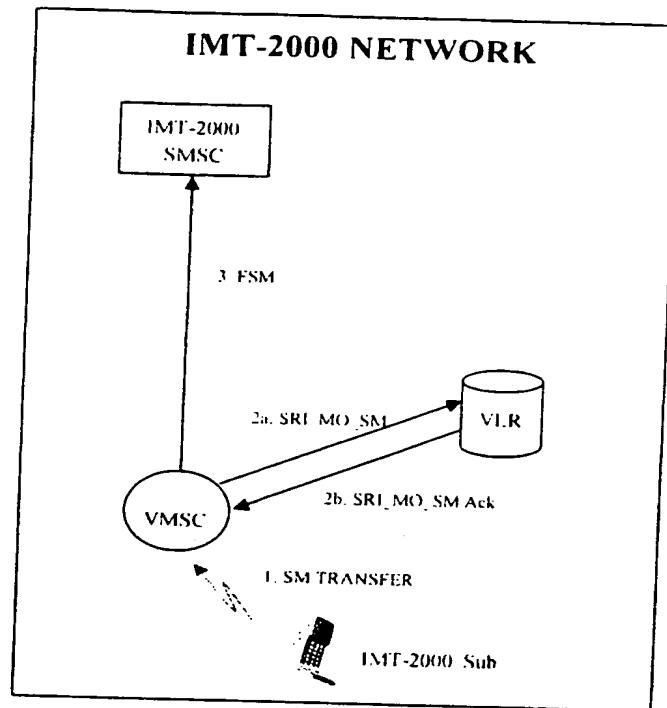 IMT-2000 NETWORK
IMT-2000
SMSC
3. FSM
2a. SRI_MO_SM
VLR
2b. SRI_MO_SM Ack
VMSC
1. SM TRANSFER
IMT-2000 Sub